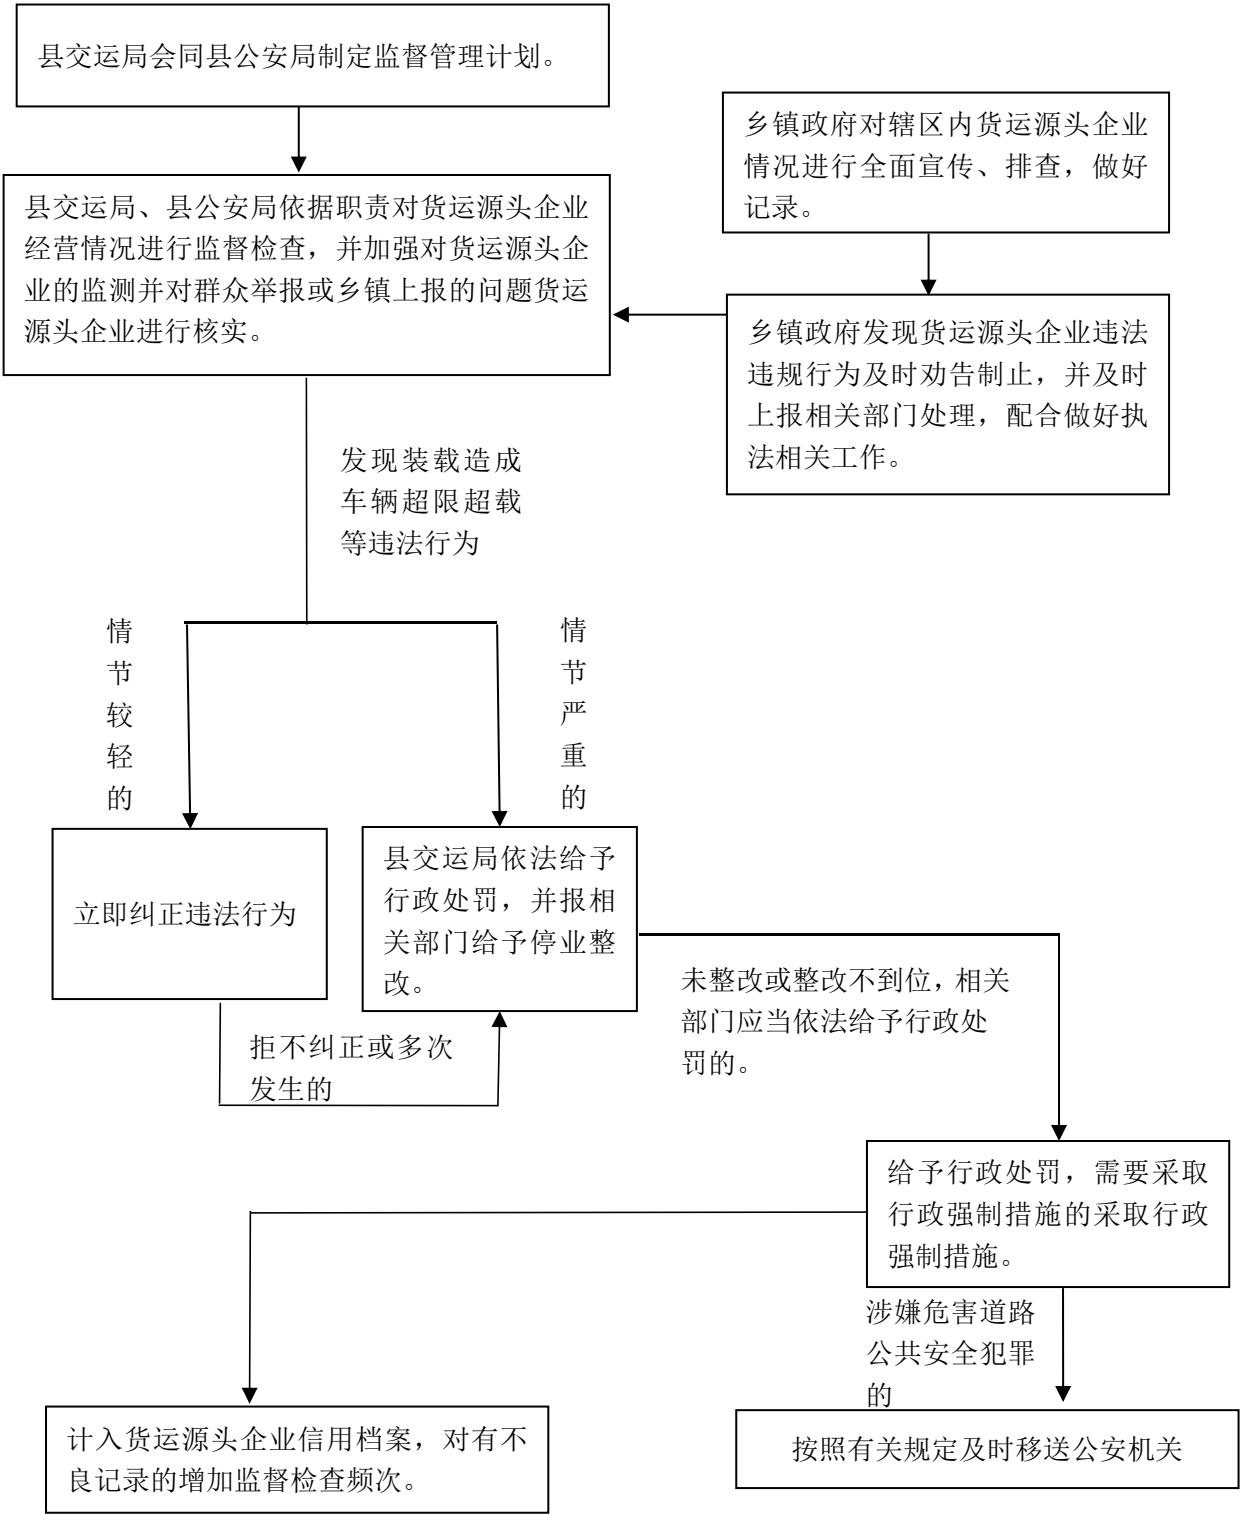 县交运局会同县公安局制定监督管理计划。
乡镇政府对辖区内货运源头企业
情况进行全面宣传、排查，做好
记录。
县交运局、县公安局依据职责对货运源头企业
经营情况进行监督检查，并加强对货运源头企
业的监测并对群众举报或乡镇上报的问题货运
源头企业进行核实。
乡镇政府发现货运源头企业违法
违规行为及时劝告制止，并及时
上报相关部门处理，配合做好执
法相关工作。
发现装载造成
车辆超限超载
等违法行为
情节较轻的
情节严重的
立即纠正违法行为
县交运局依法给予
行政处罚，并报相
关部门给予停业整
改。
拒不纠正或多次
发生的
未整改或整改不到位，相关
部门应当依法给予行政处
罚的。
给予行政处罚，需要采取
行政强制措施的采取行政
强制措施。
涉嫌危害道路
公共安全犯罪
的
计入货运源头企业信用档案，对有不
良记录的增加监督检查频次。
按照有关规定及时移送公安机关